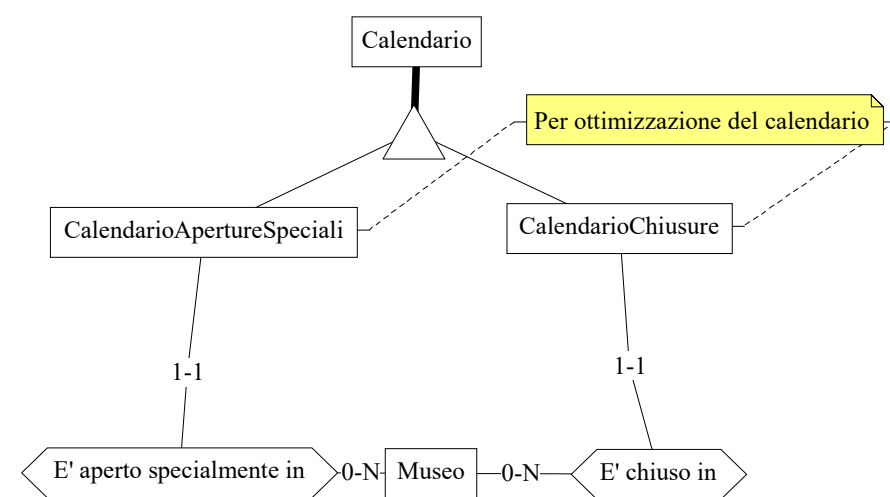 Calendario
Per ottimizzazione del calendario
CalendarioApertureSpeciali
CalendarioChiusure
1-1
1-1
E' aperto specialmente in
0-N
Museo
0-N
E' chiuso in